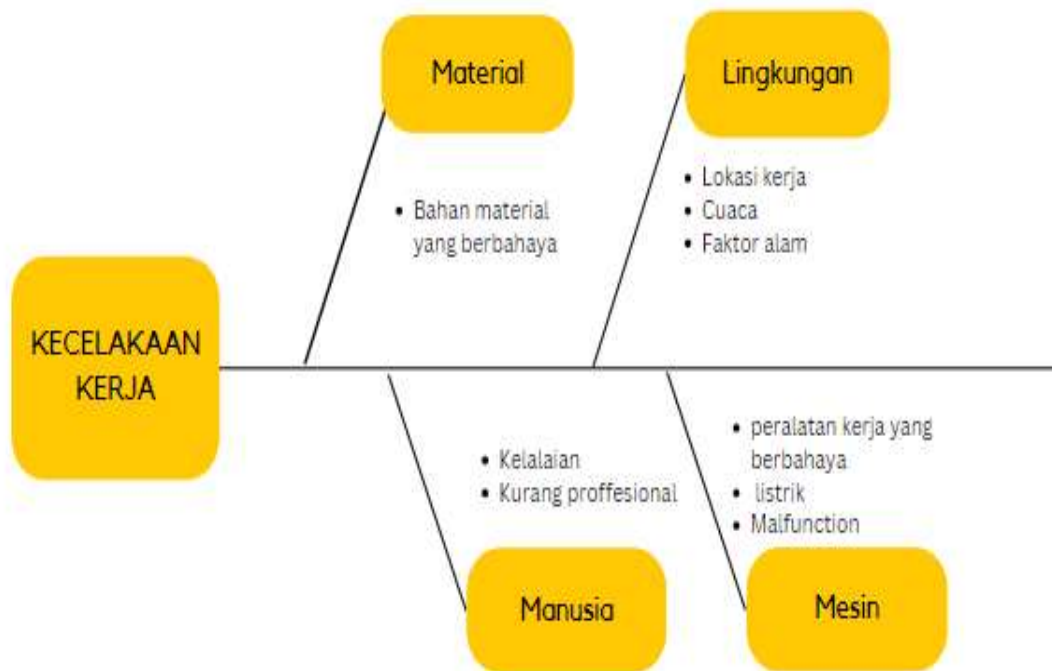 Material
Lingkungan
• Bahan material
yang berbahaya
• Lokasi kerja
• Cuaca
• Faktor alam
KECELAKAAN
KERJA
• Kelalaian
• Kurang proffesional
• peralatan kerja yang
berbahaya
• listrik
• Malfunction
Manusia
Mesin